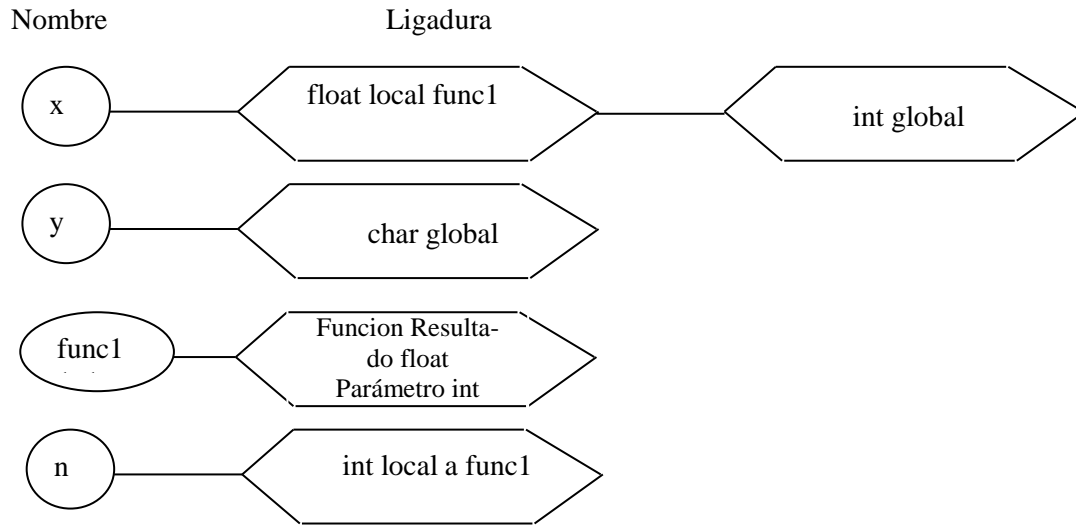 Nombre
Ligadura
x
float local func1
int global
y
char global
func1
Funcion Resulta-
do float
Parámetro int
n
int local a func1